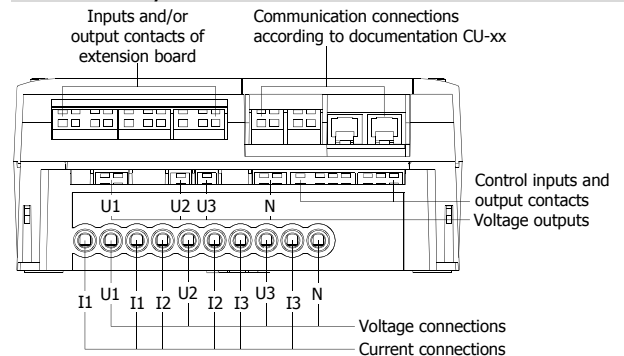 Inputs and/or
output contacts of
extension board
Communication connections
according to documentation CU-xx
Control inputs and
output contacts
U1 U2 U3 N
Voltage outputs
I1 U1 I1 I2 U2 I2 I3 U3 I3 N
Voltage connections
Current connections